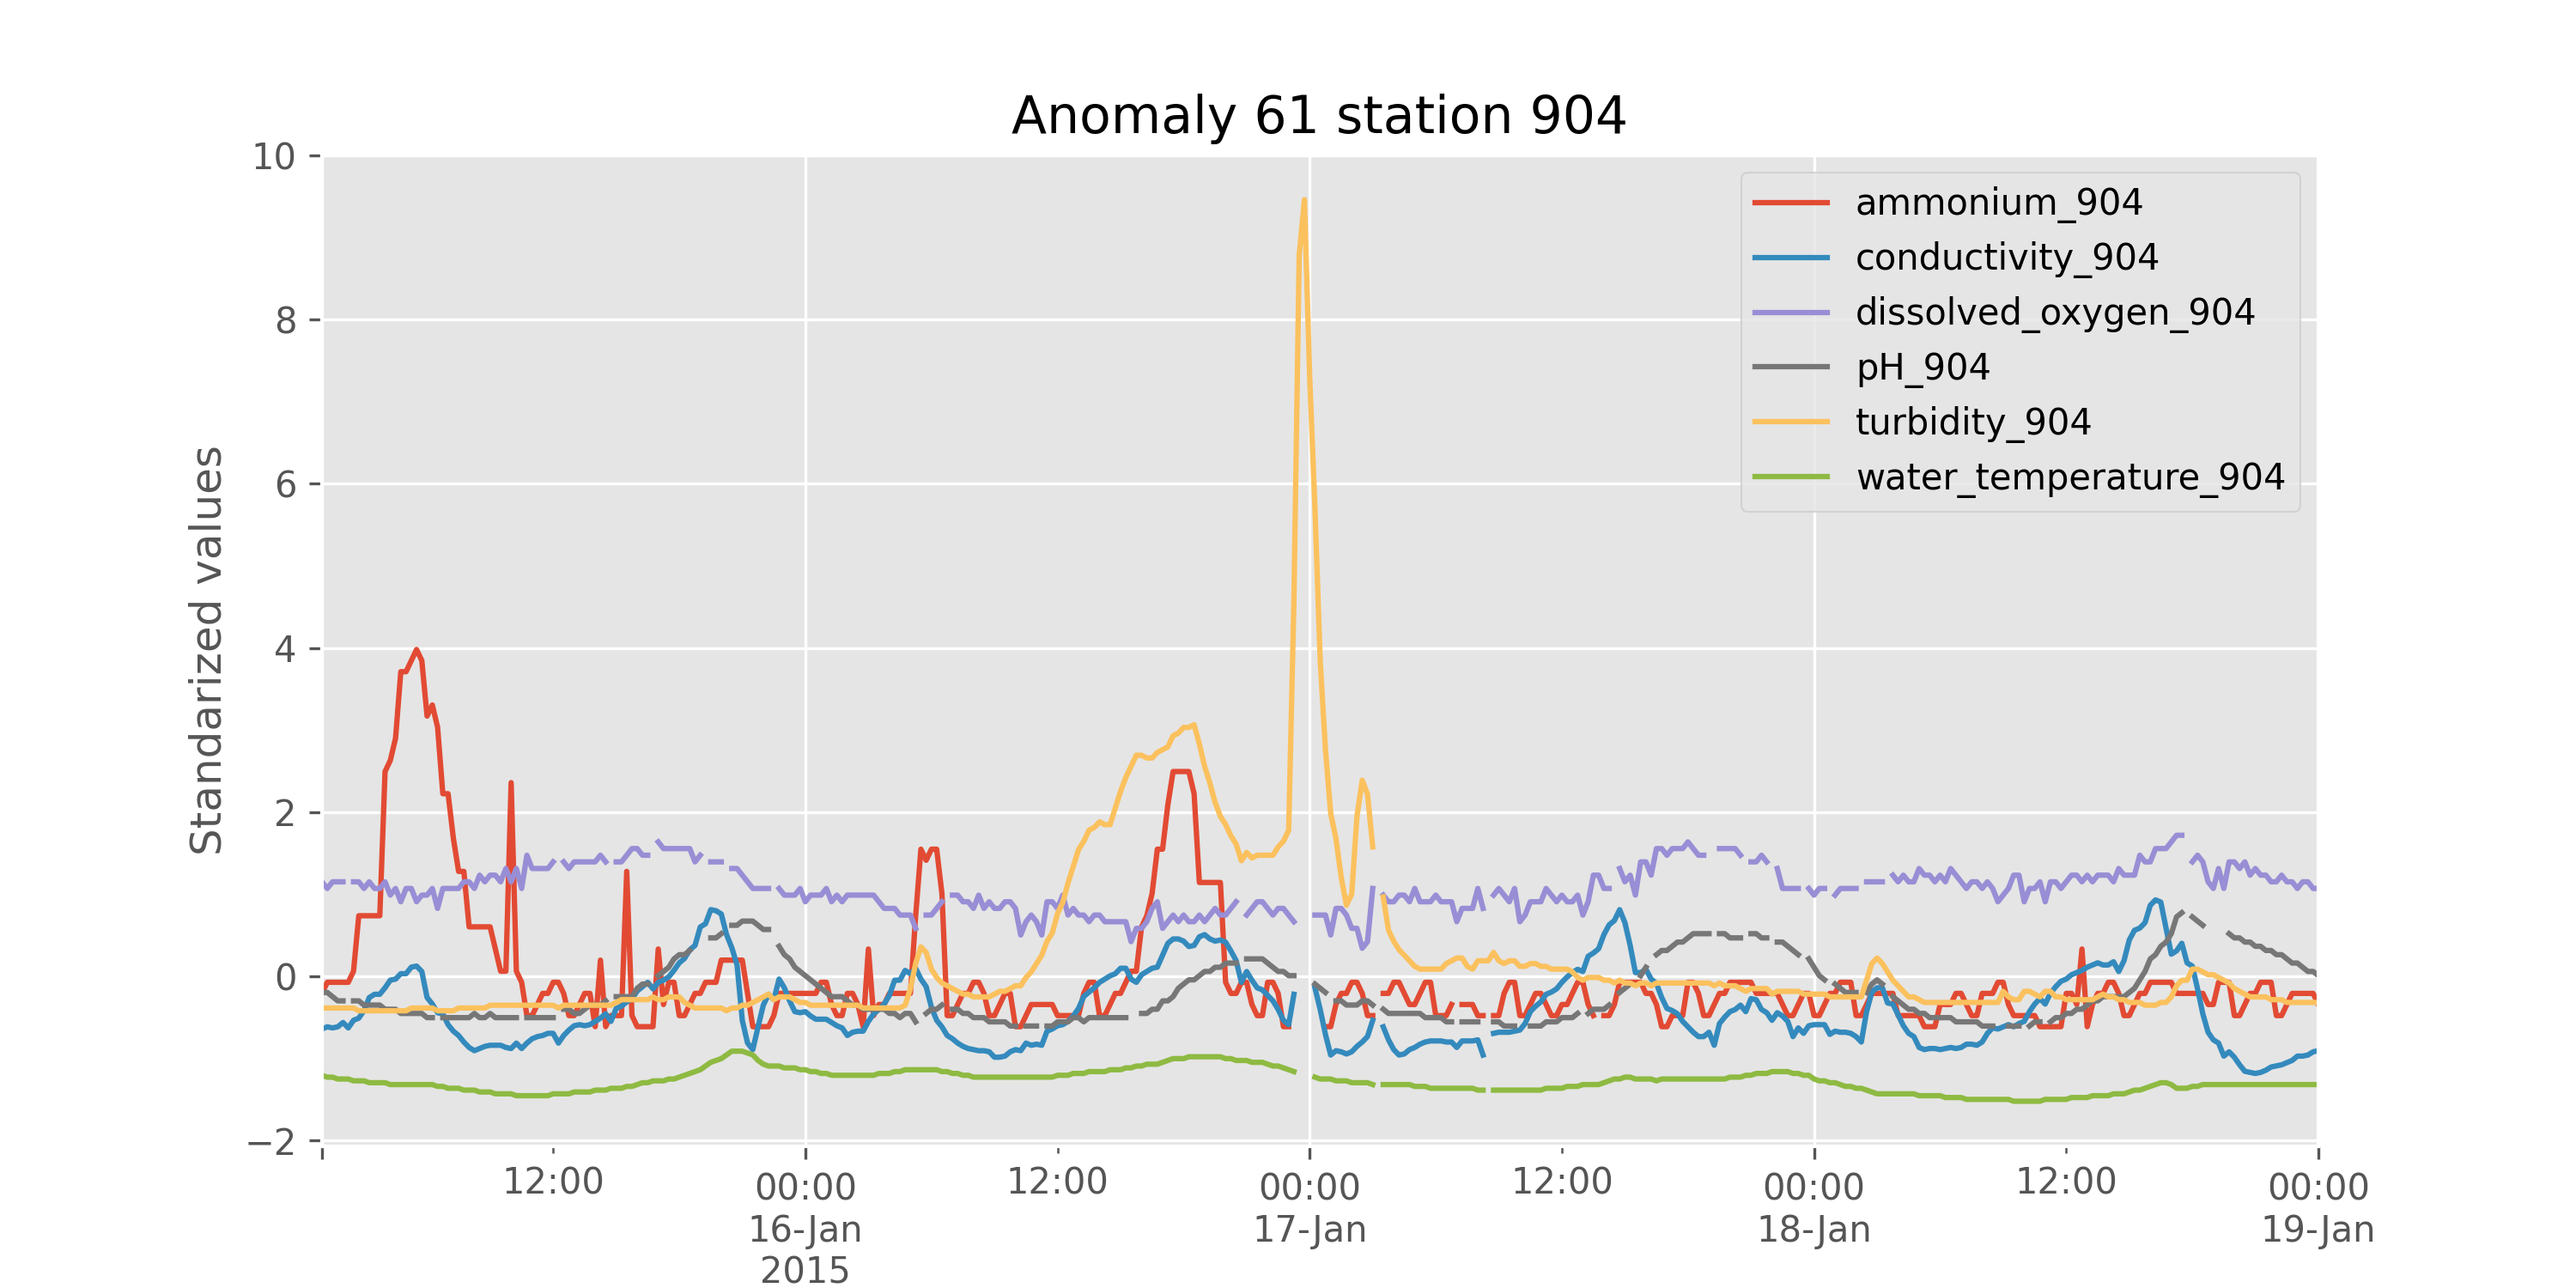 Anomaly 61 station 904
10
8
6
4
2
0
−2
Standarized values
ammonium_904
conductivity_904
dissolved_oxygen_904
pH_904
turbidity_904
water_temperature_904
12:00 00:00 12:00 00:00 12:00 00:00 12:00 00:00
16-Jan 17-Jan 18-Jan 19-Jan
2015